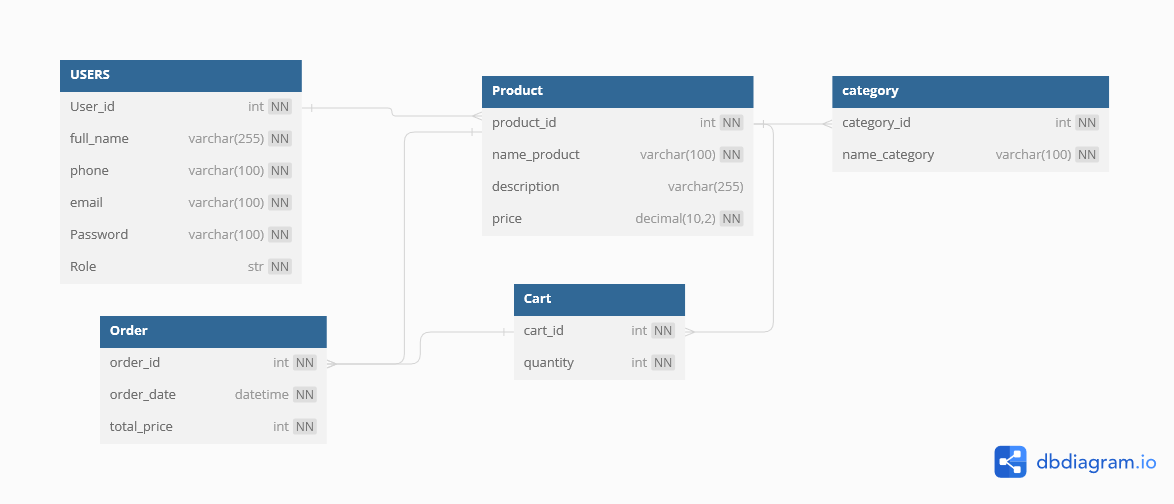 USERS
User_id int NN
full_name varchar(255) NN
phone varchar(100) NN
email varchar(100) NN
Password varchar(100) NN
Role str NN
Product
product_id int NN
name_product varchar(100) NN
description varchar(255)
price decimal(10,2) NN
category
category_id int NN
name_category varchar(100) NN
Order
order_id int NN
order_date datetime NN
total_price int NN
Cart
cart_id int NN
quantity int NN
dbdiagram.io